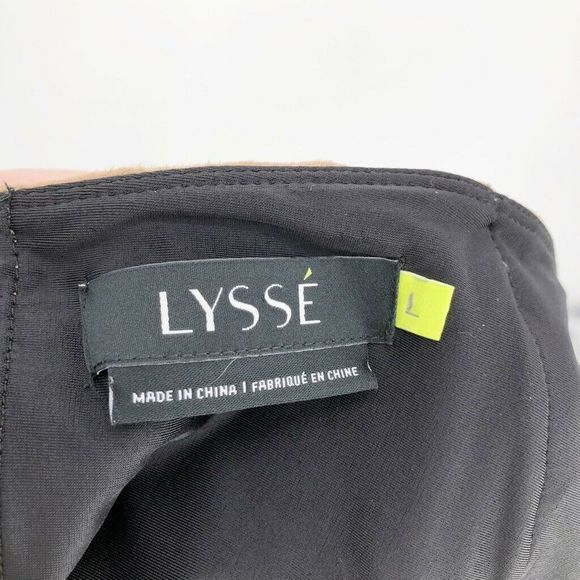 LYSSÉ
L
MADE IN CHINA | FABRIQUÉ EN CHINE